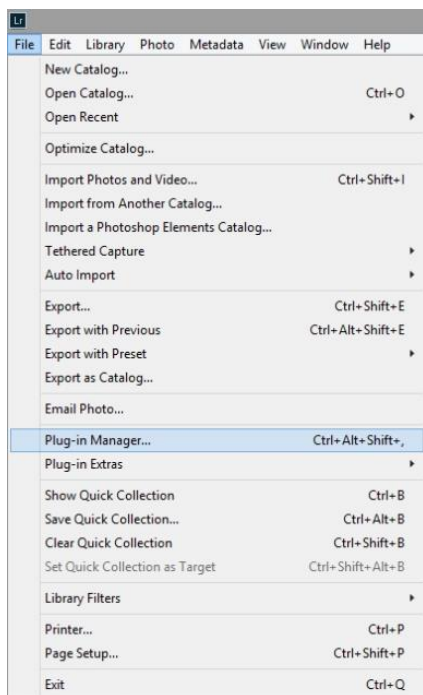 Lr
File Edit Library Photo Metadata View Window Help
New Catalog...
Open Catalog... Ctrl+O
Open Recent
Optimize Catalog...
Import Photos and Video... Ctrl+Shift+I
Import from Another Catalog...
Import a Photoshop Elements Catalog...
Tethered Capture
Auto Import
Export... Ctrl+Shift+E
Export with Previous Ctrl+Alt+Shift+E
Export with Preset
Export as Catalog...
Email Photo...
Plug-in Manager... Ctrl+Alt+Shift+,
Plug-in Extras
Show Quick Collection Ctrl+B
Save Quick Collection... Ctrl+Alt+B
Clear Quick Collection Ctrl+Shift+B
Set Quick Collection as Target Ctrl+Shift+Alt+B
Library Filters
Printer... Ctrl+P
Page Setup... Ctrl+Shift+P
Exit Ctrl+Q